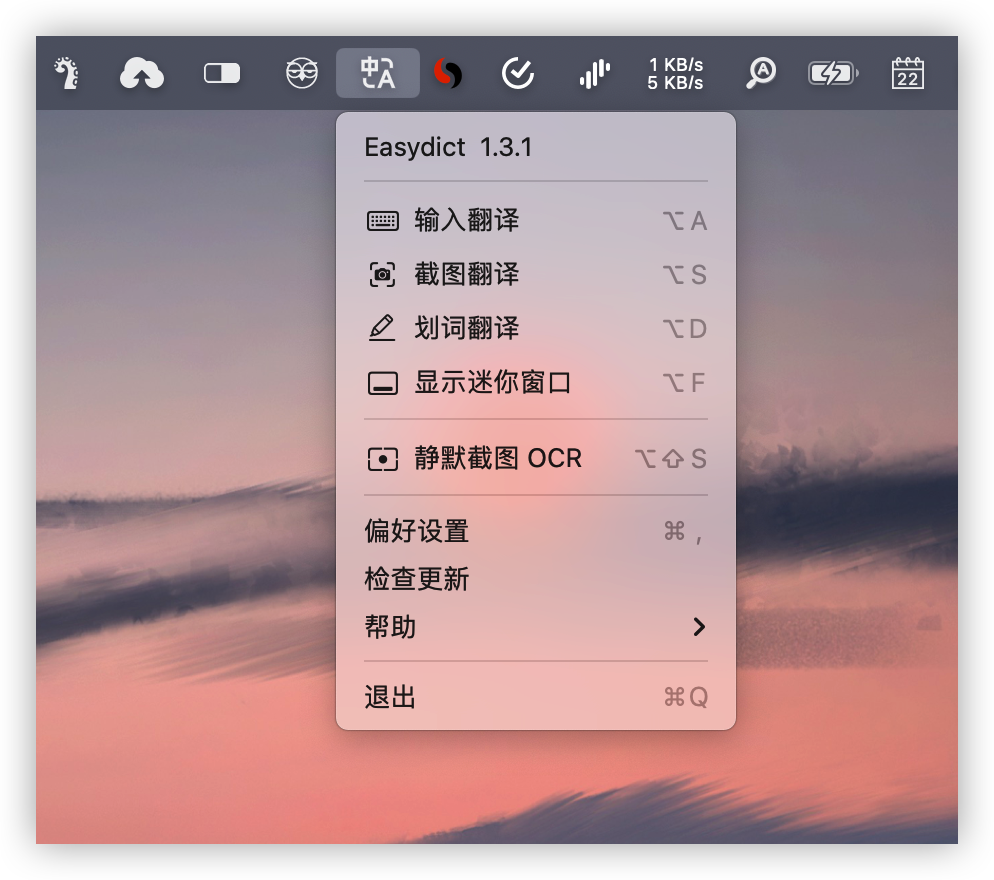 中A
1 KB/s
5 KB/s
A
22
Easydict 1.3.1
输入翻译 ⌥ A
截图翻译 ⌥ S
划词翻译 ⌥ D
显示迷你窗口 ⌥ F
静默截图 OCR ⌥⇧ S
偏好设置 ⌘ ,
检查更新
帮助
退出 ⌘Q